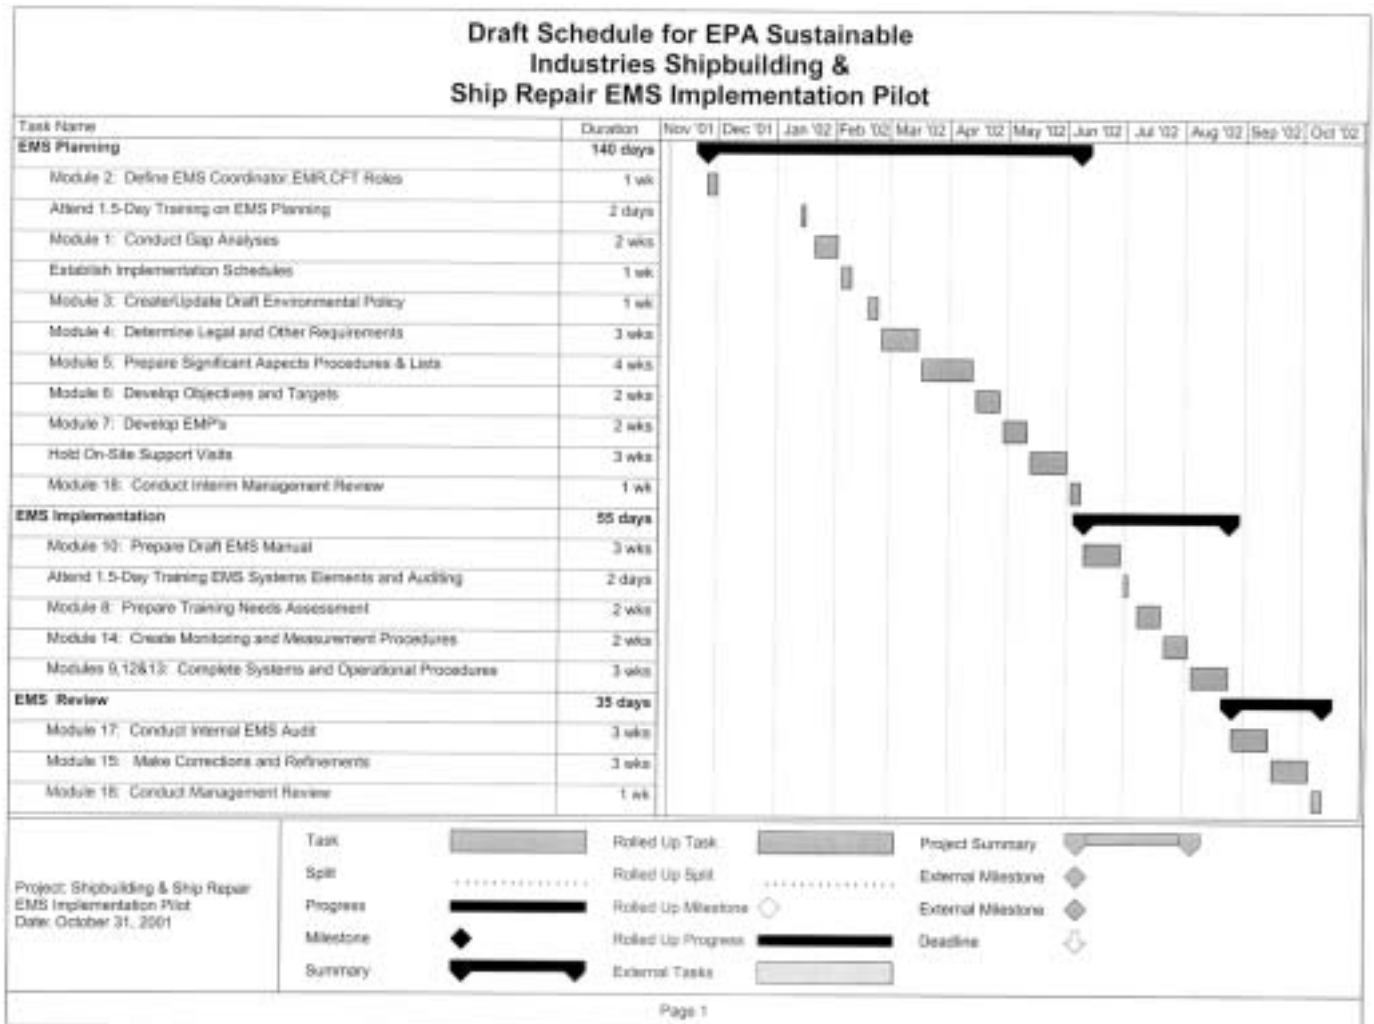 Draft Schedule for EPA Sustainable
Industries Shipbuilding &
Ship Repair EMS Implementation Pilot
Task Name Duration Nov '01 Dec '01 Jan '02 Feb '02 Mar '02 Apr '02 May '02 Jun '02 Jul '02 Aug '02 Sep '02 Oct '02
EMS Planning 140 days
Module 2: Define EMS Coordinator,EMR,CFT Roles 1 wk
Attend 1.5-Day Training on EMS Planning 2 days
Module 1: Conduct Gap Analyses 2 wks
Establish Implementation Schedules 1 wk
Module 3: Create/Update Draft Environmental Policy 1 wk
Module 4: Determine Legal and Other Requirements 3 wks
Module 5: Prepare Significant Aspects Procedures & Lists 4 wks
Module 6: Develop Objectives and Targets 2 wks
Module 7: Develop EMP's 2 wks
Hold On-Site Support Visits 3 wks
Module 18: Conduct Interim Management Review 1 wk
EMS Implementation 55 days
Module 10: Prepare Draft EMS Manual 3 wks
Attend 1.5-Day Training EMS Systems Elements and Auditing 2 days
Module 8: Prepare Training Needs Assessment 2 wks
Module 14: Create Monitoring and Measurement Procedures 2 wks
Modules 9,12&13: Complete Systems and Operational Procedures 3 wks
EMS Review 35 days
Module 17: Conduct Internal EMS Audit 3 wks
Module 15: Make Corrections and Refinements 3 wks
Module 18: Conduct Management Review 1 wk
Project: Shipbuilding & Ship Repair
EMS Implementation Pilot
Date: October 31, 2001
Task
Split
Progress
Milestone
Summary
Rolled Up Task
Rolled Up Split
Rolled Up Milestone
Rolled Up Progress
External Tasks
Project Summary
External Milestone
External Milestone
Deadline
Page 1